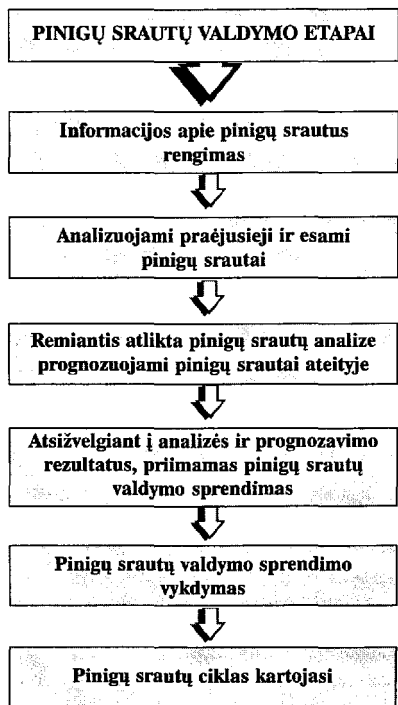 PINIGŲ SRAUTŲ VALDYMO ETAPAI
Informacijos apie pinigų srautus
rengimas
Analizuojami praėjusieji ir esami
pinigų srautai
Remiantis atlikta pinigų srautų analize
prognozuojami pinigų srautai ateityje
Atsižvelgiant į analizės ir prognozavimo
rezultatus, priimamas pinigų srautų
valdymo sprendimas
Pinigų srautų valdymo sprendimo
vykdymas
Pinigų srautų ciklas kartojasi